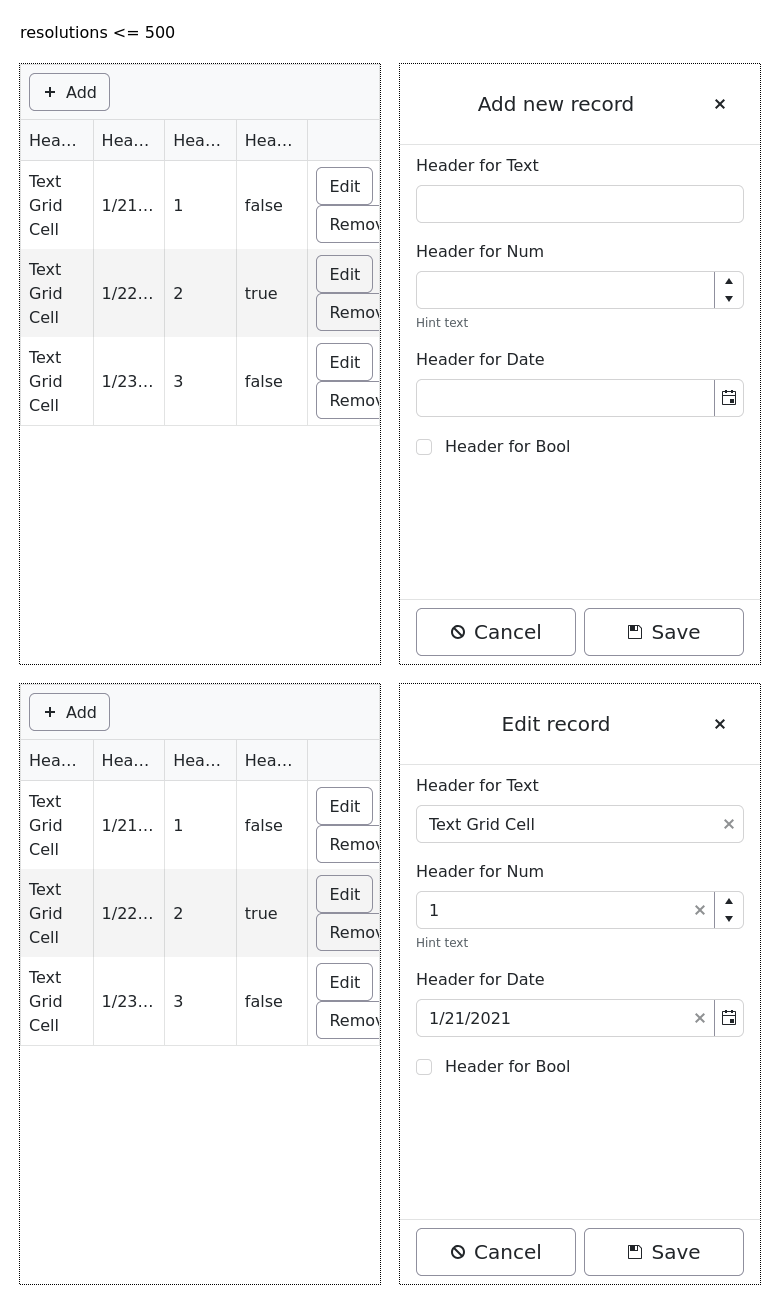 resolutions <= 500
Add
Hea… Hea… Hea… Hea…
Text Grid Cell 1/21… 1 false Edit
Remov
Text Grid Cell 1/22… 2 true Edit
Remov
Text Grid Cell 1/23… 3 false Edit
Remov
Add new record
Header for Text
Header for Num
Hint text
Header for Date
Header for Bool
Cancel Save
Add
Hea… Hea… Hea… Hea…
Text Grid Cell 1/21… 1 false Edit
Remov
Text Grid Cell 1/22… 2 true Edit
Remov
Text Grid Cell 1/23… 3 false Edit
Remov
Edit record
Header for Text
Text Grid Cell
Header for Num
1
Hint text
Header for Date
1/21/2021
Header for Bool
Cancel Save